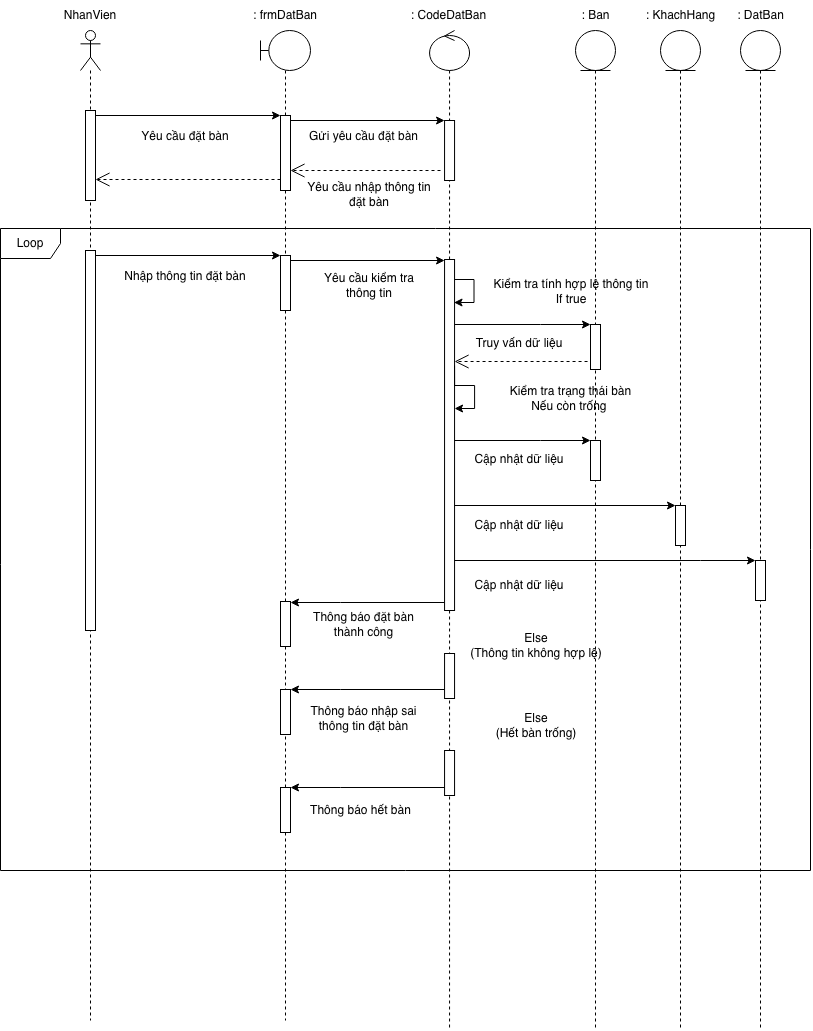 NhanVien
: frmDatBan
: CodeDatBan
: Ban
: KhachHang
: DatBan
Yêu cầu đặt bàn
Gửi yêu cầu đặt bàn
Yêu cầu nhập thông tin
đặt bàn
Loop
Nhập thông tin đặt bàn
Yêu cầu kiểm tra
thông tin
Kiểm tra tính hợp lệ thông tin
If true
Truy vấn dữ liệu
Kiểm tra trạng thái bàn
Nếu còn trống
Cập nhật dữ liệu
Cập nhật dữ liệu
Cập nhật dữ liệu
Thông báo đặt bàn
thành công
Else
(Thông tin không hợp lệ)
Thông báo nhập sai
thông tin đặt bàn
Else
(Hết bàn trống)
Thông báo hết bàn